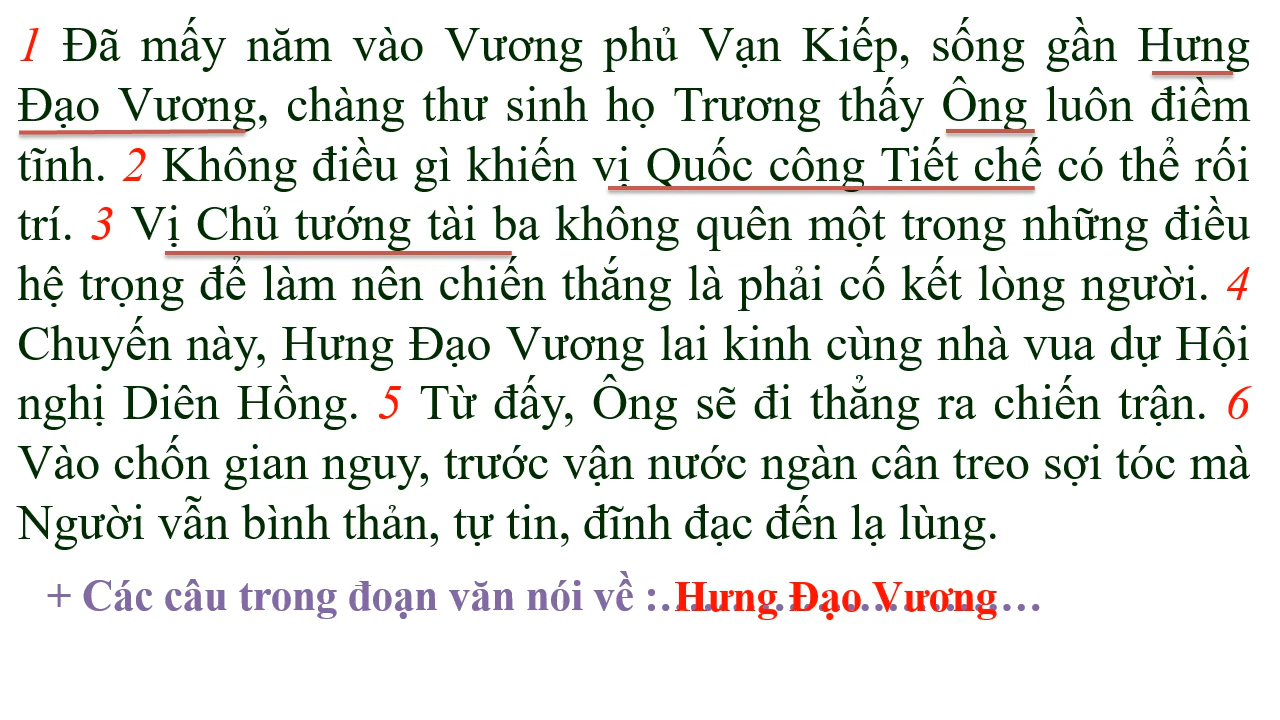 1 Đã mấy năm vào Vương phủ Vạn Kiếp, sống gần Hưng
Đạo Vương, chàng thư sinh họ Trương thấy Ông luôn điềm
tĩnh. 2 Không điều gì khiến vị Quốc công Tiết chế có thể rối
trí. 3 Vị Chủ tướng tài ba không quên một trong những điều
hệ trọng để làm nên chiến thắng là phải cố kết lòng người. 4
Chuyến này, Hưng Đạo Vương lai kinh cùng nhà vua dự Hội
nghị Diên Hồng. 5 Từ đấy, Ông sẽ đi thẳng ra chiến trận. 6
Vào chốn gian nguy, trước vận nước ngàn cân treo sợi tóc mà
Người vẫn bình thản, tự tin, đĩnh đạc đến lạ lùng.
+ Các câu trong đoạn văn nói về :.Hưng Đạo Vương...